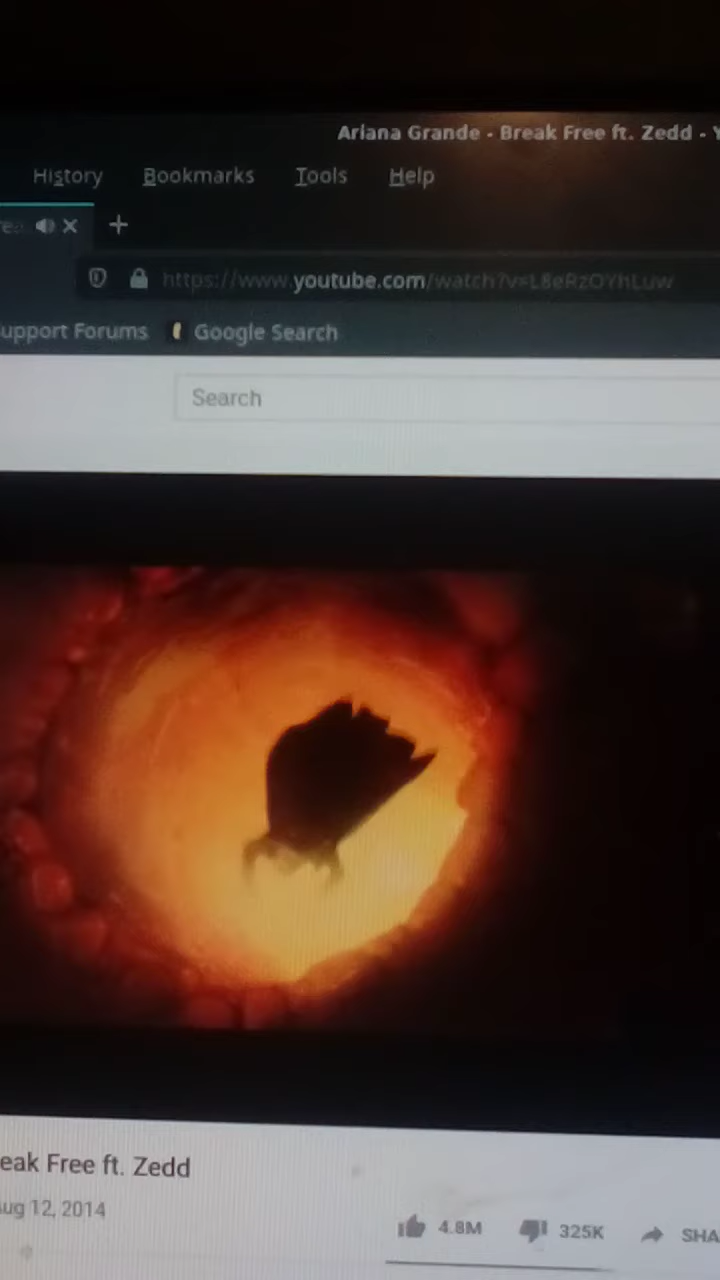 Ariana Grande - Break Free ft. Zedd - Y
History Bookmarks Tools Help
https://www.youtube.com/watch?v=L8eRzOYhLuw
upport Forums Google Search
Search
eak Free ft. Zedd
Aug 12, 2014
4.8M 325K SHA